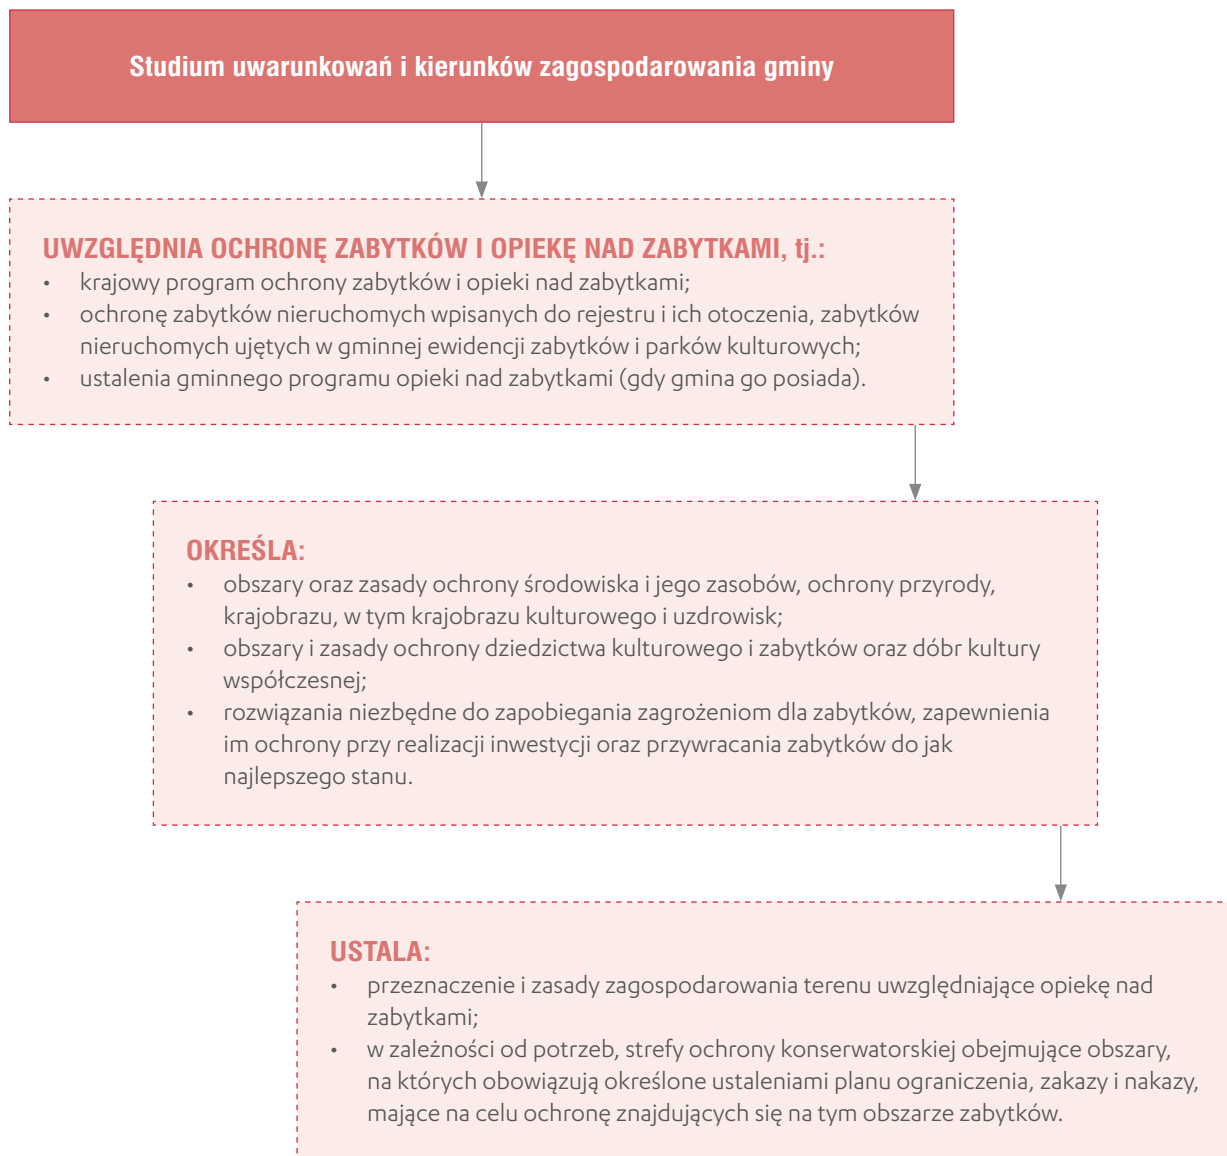 Studium uwarunkowań i kierunków zagospodarowania gminy
UWZGLĘDNIA OCHRONĘ ZABYTKÓW I OPIEKĘ NAD ZABYTKAMI, tj.:
• krajowy program ochrony zabytków i opieki nad zabytkami;
• ochronę zabytków nieruchomych wpisanych do rejestru i ich otoczenia, zabytków
nieruchomych ujętych w gminnej ewidencji zabytków i parków kulturowych;
• ustalenia gminnego programu opieki nad zabytkami (gdy gmina go posiada).
OKREŚLA:
• obszary oraz zasady ochrony środowiska i jego zasobów, ochrony przyrody,
krajobrazu, w tym krajobrazu kulturowego i uzdrowisk;
• obszary i zasady ochrony dziedzictwa kulturowego i zabytków oraz dóbr kultury
współczesnej;
• rozwiązania niezbędne do zapobiegania zagrożeniom dla zabytków, zapewnienia
im ochrony przy realizacji inwestycji oraz przywracania zabytków do jak
najlepszego stanu.
USTALA:
• przeznaczenie i zasady zagospodarowania terenu uwzględniające opiekę nad
zabytkami;
• w zależności od potrzeb, strefy ochrony konserwatorskiej obejmujące obszary,
na których obowiązują określone ustaleniami planu ograniczenia, zakazy i nakazy,
mające na celu ochronę znajdujących się na tym obszarze zabytków.